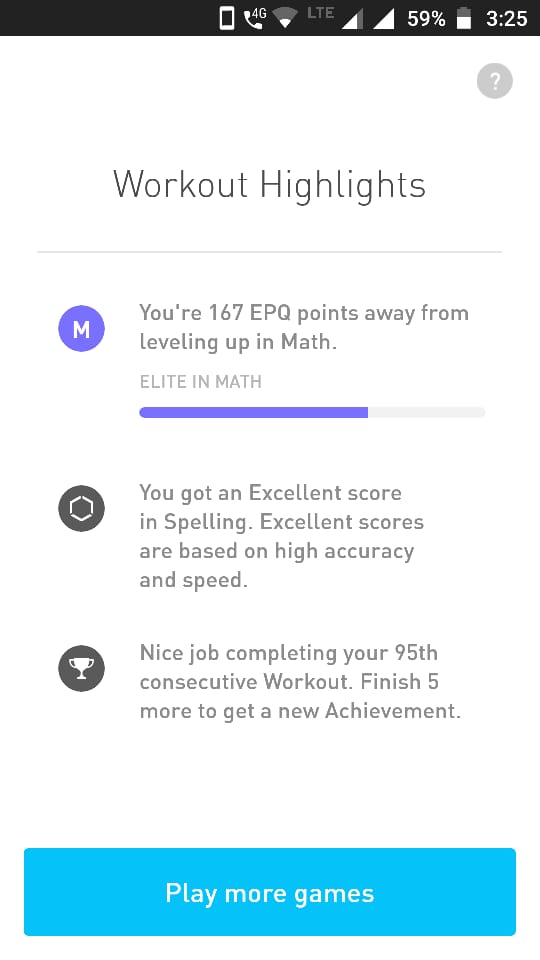 4G LTE 59% 3:25
?
Workout Highlights
M
You're 167 EPQ points away from
leveling up in Math.
ELITE IN MATH
You got an Excellent score
in Spelling. Excellent scores
are based on high accuracy
and speed.
Nice job completing your 95th
consecutive Workout. Finish 5
more to get a new Achievement.
Play more games